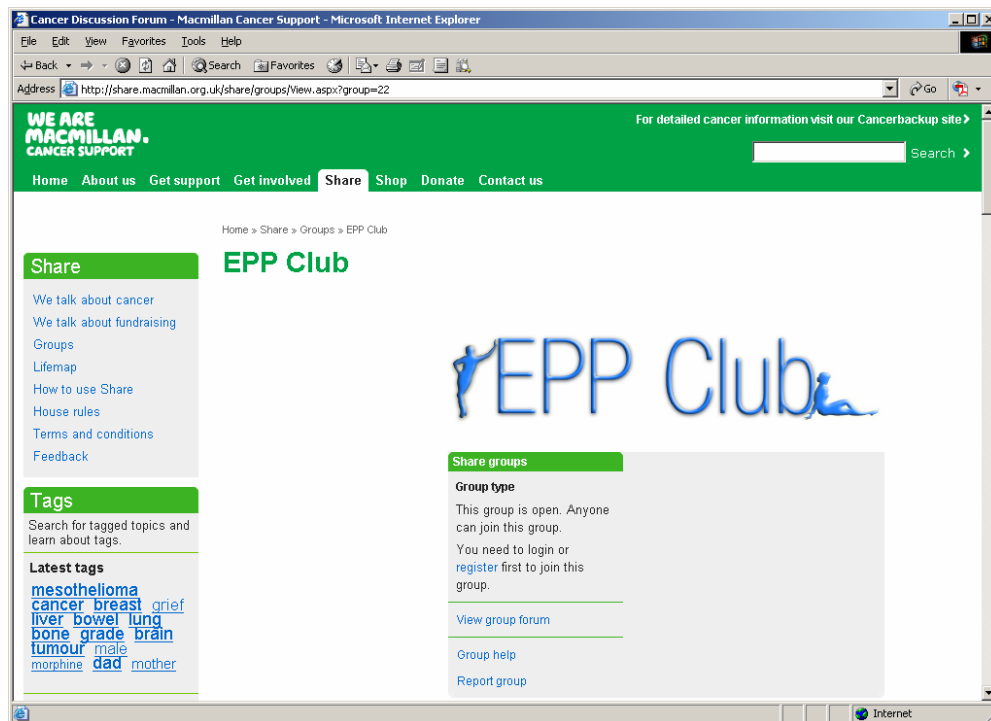 Cancer Discussion Forum - Macmillan Cancer Support - Microsoft Internet Explorer
File Edit View Favorites Tools Help
Back Search Favorites
Address http://share.macmillan.org.uk/share/groups/View.aspx?group=22 Go
WE ARE
MACMILLAN.
CANCER SUPPORT
For detailed cancer information visit our Cancerbackup site
Search
Home About us Get support Get involved Share Shop Donate Contact us
Home » Share » Groups » EPP Club
EPP Club
Share
We talk about cancer
We talk about fundraising
Groups
Lifemap
How to use Share
House rules
Terms and conditions
Feedback
Tags
Search for tagged topics and
learn about tags.
Latest tags
mesothelioma
cancer breast grief
liver bowel lung
bone grade brain
tumour male
morphine dad mother
EPP Club
Share groups
Group type
This group is open. Anyone
can join this group.
You need to login or
register first to join this
group.
View group forum
Group help
Report group
Internet